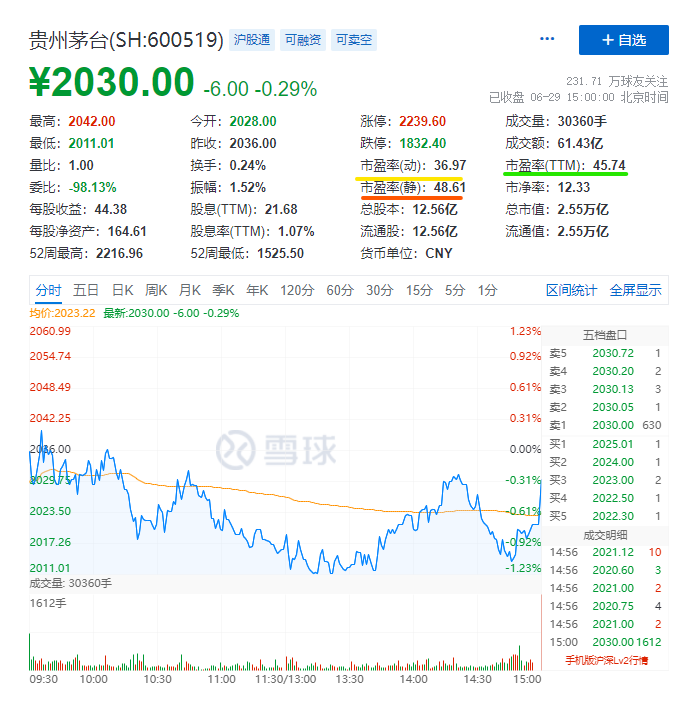 贵州茅台(SH:600519) 沪股通 可融资 可卖空 ... + 自选
¥2030.00 -6.00 -0.29%
231.71 万球友关注
已收盘 06-29 15:00:00 北京时间
最高：2042.00 今开：2028.00 涨停：2239.60 成交量：30360手
最低：2011.01 昨收：2036.00 跌停：1832.40 成交额：61.43亿
量比：1.00 换手：0.24% 市盈率(动)：36.97 市盈率(TTM)：45.74
委比：-98.13% 振幅：1.52% 市盈率(静)：48.61 市净率：12.33
每股收益：44.38 股息(TTM)：21.68 总股本：12.56亿 总市值：2.55万亿
每股净资产：164.61 股息率(TTM)：1.07% 流通股：12.56亿 流通值：2.55万亿
52周最高：2216.96 52周最低：1525.50 货币单位：CNY
分时 五日 日K 周K 月K 季K 年K 120分 60分 30分 15分 5分 1分 区间统计 全屏显示
均价:2023.22 最新:2030.00 -6.00 -0.29%
2060.99 1.23%
2054.74 0.92%
2048.49 0.61%
2042.25 0.31%
2036.00 0.00%
2029.75 -0.31%
2023.50 -0.61%
2017.26 -0.92%
2011.01 -1.23%
雪球
成交量: 30360手
1612手
09:30 10:00 10:30 11:00 11:30/13:00 13:30 14:00 14:30 15:00
五档盘口
卖5 2030.72 1
卖4 2030.20 2
卖3 2030.13 3
卖2 2030.05 1
卖1 2030.00 630
买1 2025.01 1
买2 2024.00 1
买3 2023.00 2
买4 2022.50 1
买5 2022.30 1
成交明细
14:56 2021.12 10
14:56 2020.60 3
14:56 2021.00 2
14:56 2020.75 4
14:56 2021.00 2
15:00 2030.00 1612
手机版沪深Lv2行情